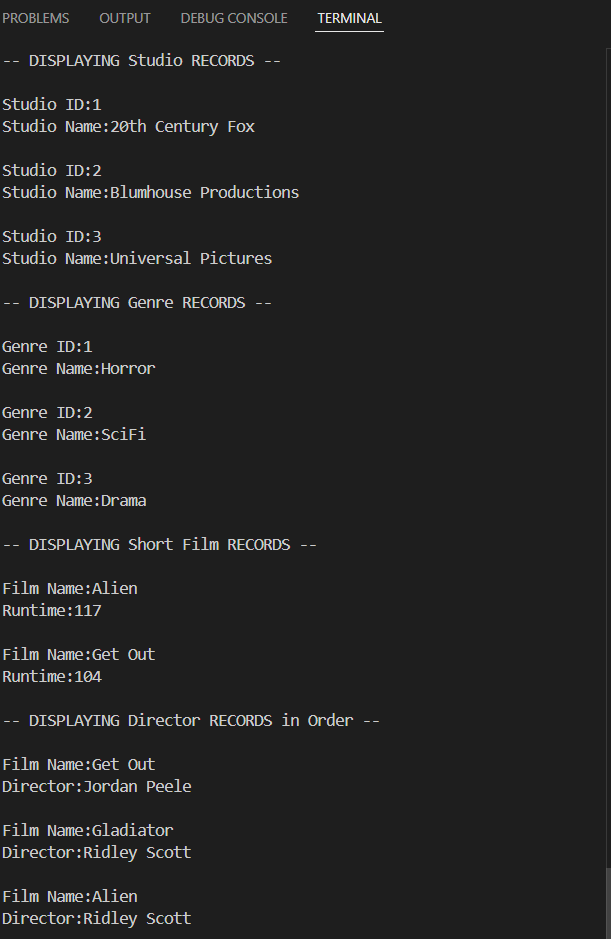 PROBLEMS OUTPUT DEBUG CONSOLE TERMINAL
-- DISPLAYING Studio RECORDS --
Studio ID:1
Studio Name:20th Century Fox
Studio ID:2
Studio Name:Blumhouse Productions
Studio ID:3
Studio Name:Universal Pictures
-- DISPLAYING Genre RECORDS --
Genre ID:1
Genre Name:Horror
Genre ID:2
Genre Name:SciFi
Genre ID:3
Genre Name:Drama
-- DISPLAYING Short Film RECORDS --
Film Name:Alien
Runtime:117
Film Name:Get Out
Runtime:104
-- DISPLAYING Director RECORDS in Order --
Film Name:Get Out
Director:Jordan Peele
Film Name:Gladiator
Director:Ridley Scott
Film Name:Alien
Director:Ridley Scott